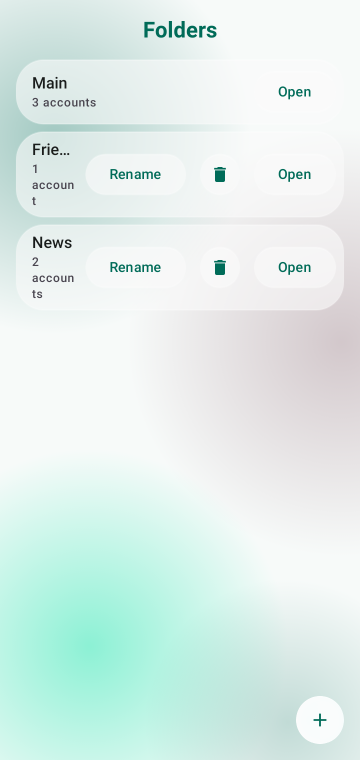 Folders
Main
3 accounts
Open
Frie…
1
accoun
t
Rename
Open
News
2
accoun
ts
Rename
Open